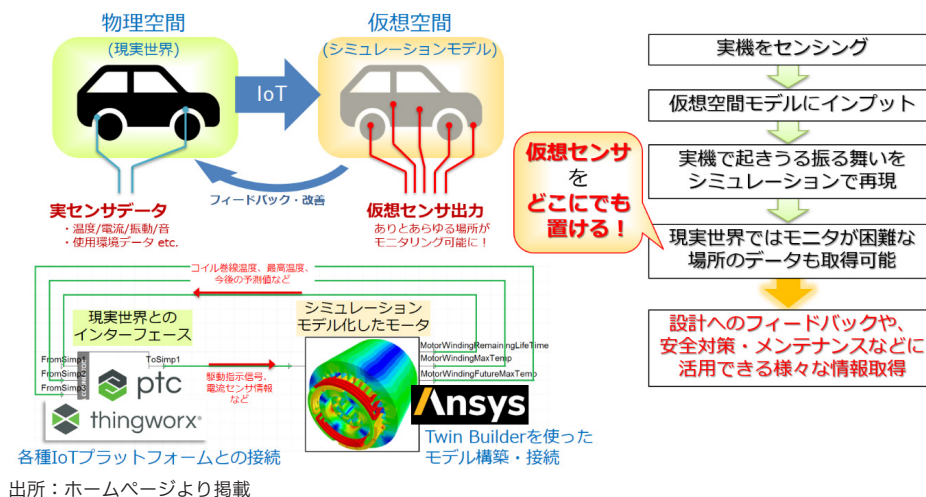 物理空間
(現実世界)
仮想空間
(シミュレーションモデル)
IoT
フィードバック・改善
実センサデータ
・温度/電流/振動/音
・使用環境データ etc.
仮想センサ出力
ありとあらゆる場所が
モニタリング可能に！
実機をセンシング
仮想空間モデルにインプット
実機で起きうる振る舞いを
シミュレーションで再現
現実世界ではモニタが困難な
場所のデータも取得可能
設計へのフィードバックや、
安全対策・メンテナンスなどに
活用できる様々な情報取得
仮想センサ
を
どこにでも
置ける！
コイル巻線温度、最高温度、
今後の予測値など
現実世界との
インターフェース
シミュレーション
モデル化したモータ
FromSimp1
FromSimp2
FromSimp3
ToSimp1
ptc
thingworx
駆動指示信号、
電流センサ情報
など
MotorWindingRemainingLifeTime
MotorWindingMaxTemp
MotorWindingFutureMaxTemp
Ansys
各種IoTプラットフォームとの接続
Twin Builderを使った
モデル構築・接続
出所：ホームページより掲載